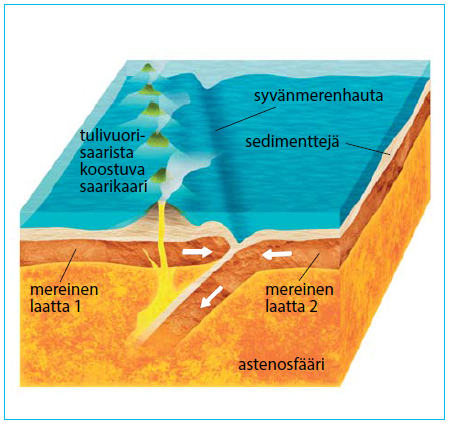 syvänmerenhauta
tulivuori-
saarista
koostuva
saarikaari
sedimenttejä
mereinen
laatta 1
mereinen
laatta 2
astenosfääri